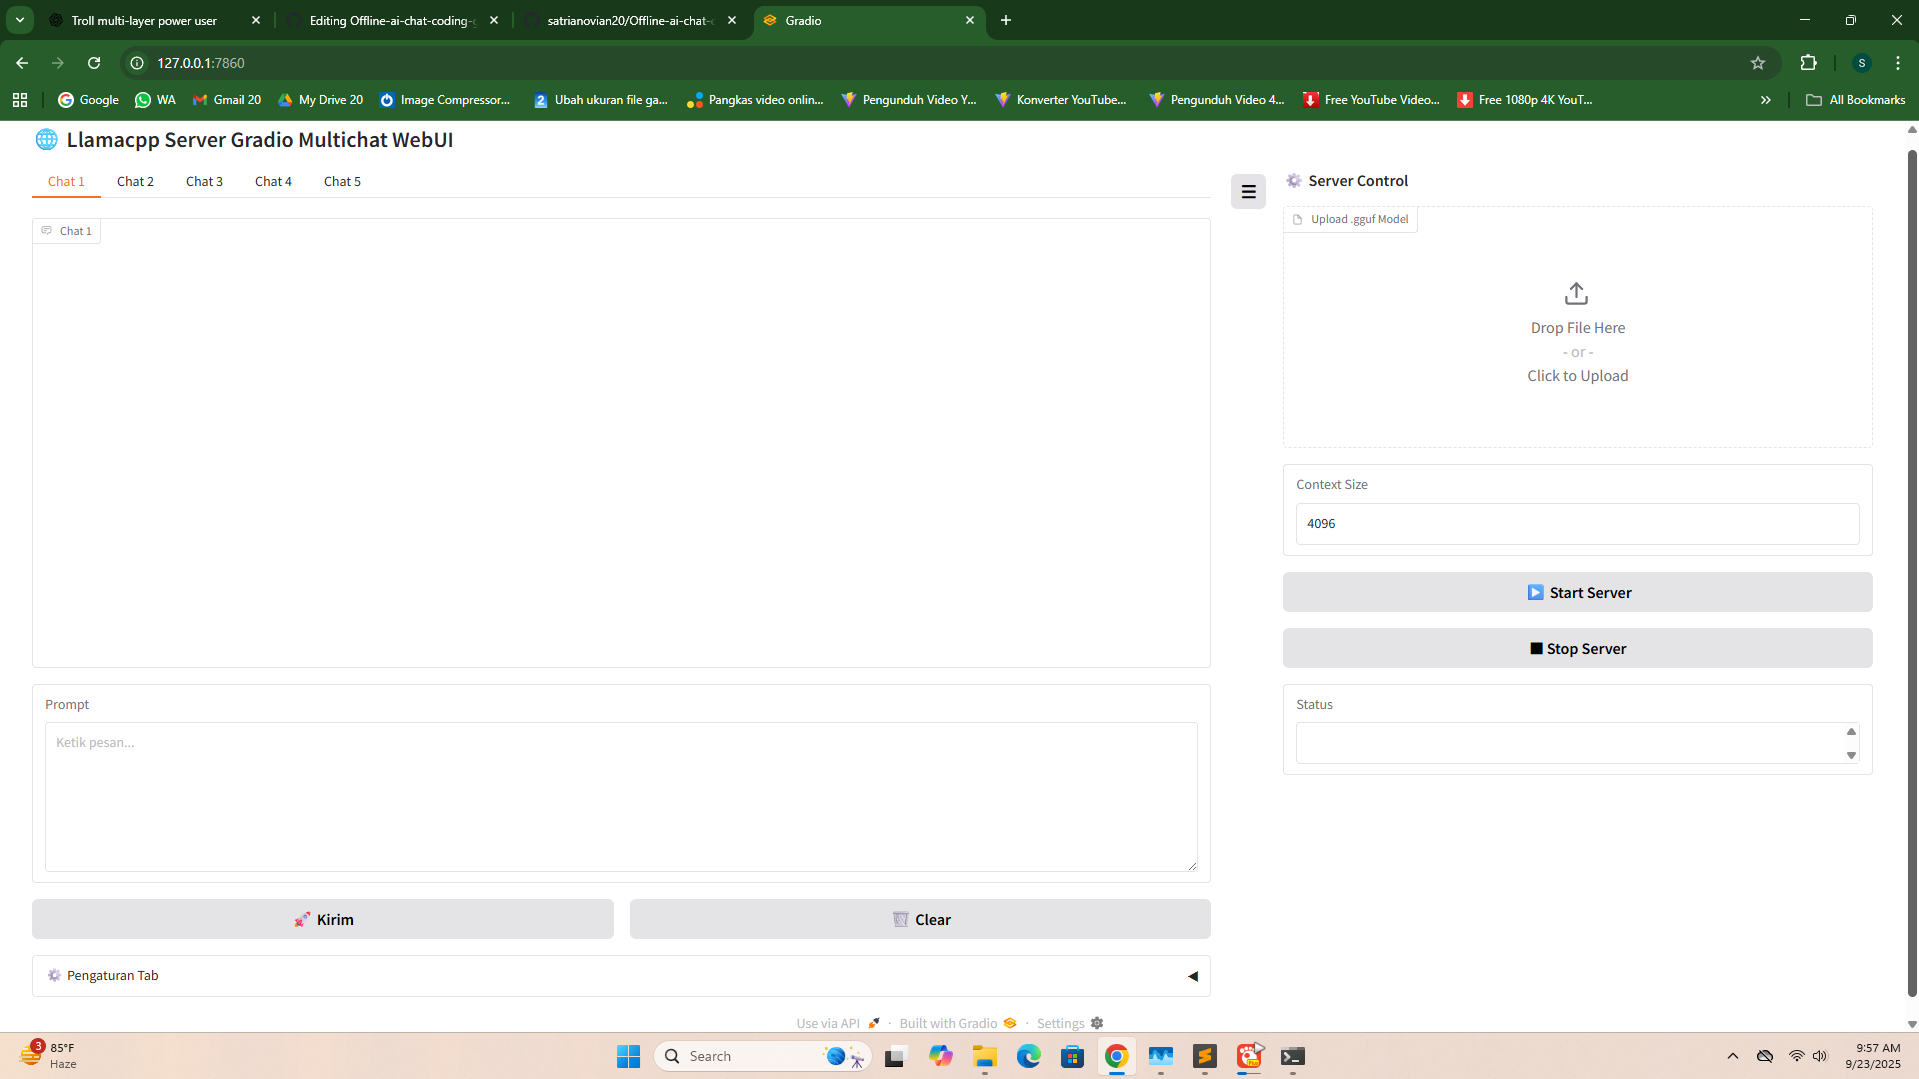 Troll multi-layer power user
Editing Offline-ai-chat-coding-g
satrianovian20/Offline-ai-chat-c
Gradio
127.0.0.1:7860
S
Google
WA
Gmail 20
My Drive 20
Image Compressor...
Ubah ukuran file ga...
Pangkas video onlin...
Pengunduh Video Y...
Konverter YouTube...
Pengunduh Video 4...
Free YouTube Video...
Free 1080p 4K YouT...
All Bookmarks
Llamacpp Server Gradio Multichat WebUI
Chat 1
Chat 2
Chat 3
Chat 4
Chat 5
Chat 1
Prompt
Ketik pesan...
Kirim
Clear
Pengaturan Tab
Server Control
Upload .gguf Model
Drop File Here
- or -
Click to Upload
Context Size
4096
Start Server
Stop Server
Status
Use via API
·
Built with Gradio
·
Settings
3
85°F
Haze
Search
9:57 AM
9/23/2025